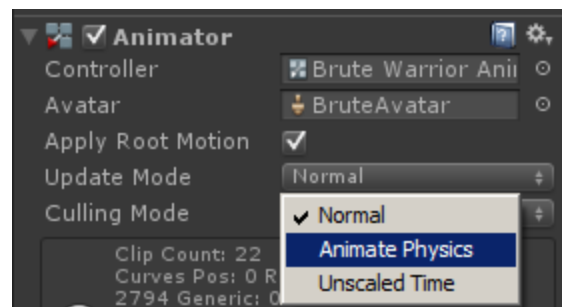 Animator
Controller Brute Warrior Ani
Avatar BruteAvatar
Apply Root Motion
Update Mode Normal
Culling Mode
Normal
Animate Physics
Unscaled Time
Clip Count: 22
Curves Pos: 0 R
2794 Generic: 0